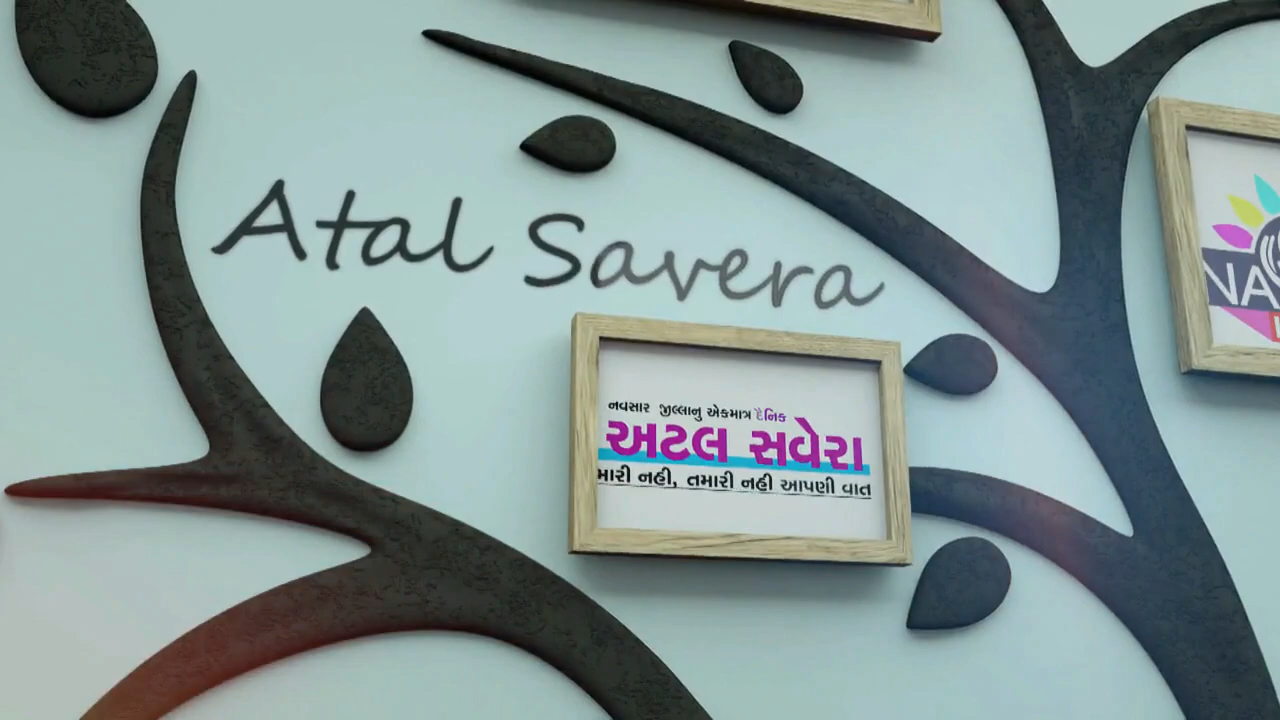 Atal Savera
નવસાર જીલ્લાનુ એકમાત્ર દૈનિક
અટલ સવેરા
મારી નહી, તમારી નહી આપણી વાત